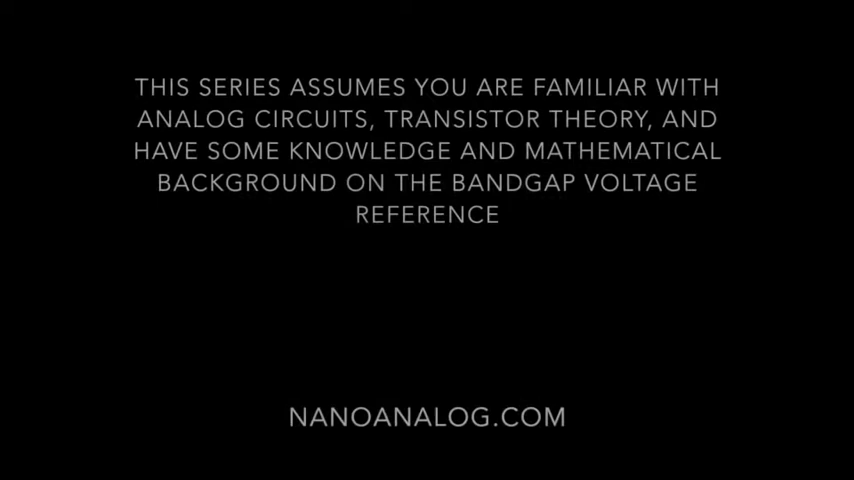 THIS SERIES ASSUMES YOU ARE FAMILIAR WITH
ANALOG CIRCUITS, TRANSISTOR THEORY, AND
HAVE SOME KNOWLEDGE AND MATHEMATICAL
BACKGROUND ON THE BANDGAP VOLTAGE
REFERENCE
NANOANALOG.COM